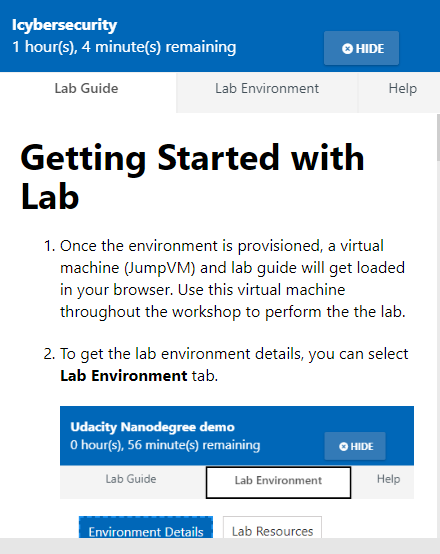 Icybersecurity
1 hour(s), 4 minute(s) remaining
HIDE
Lab Guide
Lab Environment
Help
Getting Started with
Lab
1. Once the environment is provisioned, a virtual
machine (JumpVM) and lab guide will get loaded
in your browser. Use this virtual machine
throughout the workshop to perform the the lab.
2. To get the lab environment details, you can select
Lab Environment tab.
Udacity Nanodegree demo
0 hour(s), 56 minute(s) remaining
HIDE
Lab Guide
Lab Environment
Help
Environment Details
Lab Resources